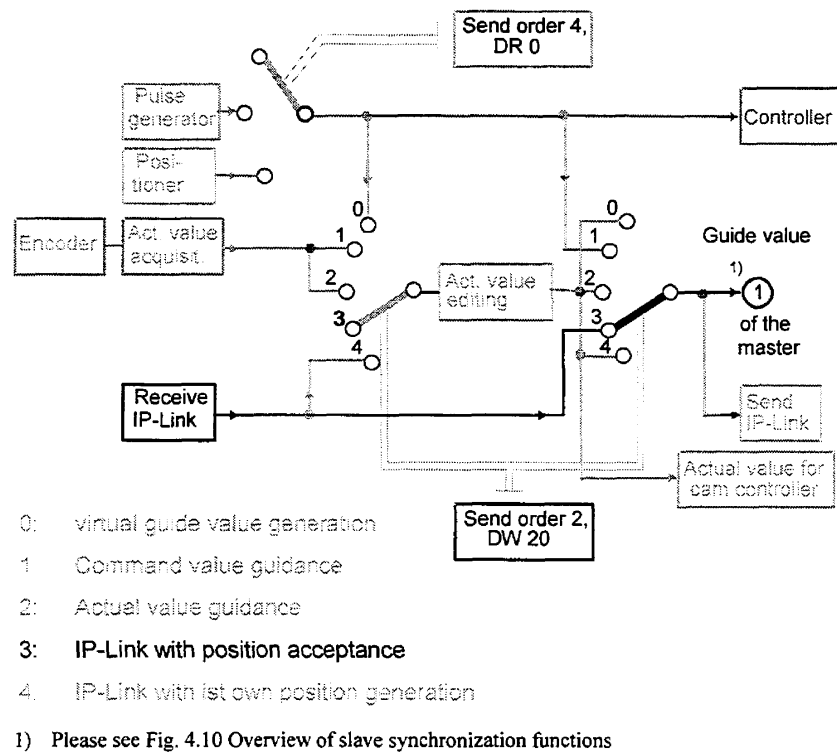 Send order 4,
DR 0
Pulse
generator
Controller
Posi-
tioner
0
0
Encoder
Act. value
acquisit.
1
1
Guide value
2
Act. value
editing
2
1)
1
3
3
of the
master
4
4
Receive
IP-Link
Send
IP-Link
Actual value for
cam controller
Send order 2,
DW 20
0: virtual guide value generation
1 Command value guidance
2: Actual value guidance
3: IP-Link with position acceptance
4. IP-Link with ist own position generation
1) Please see Fig. 4.10 Overview of slave synchronization functions